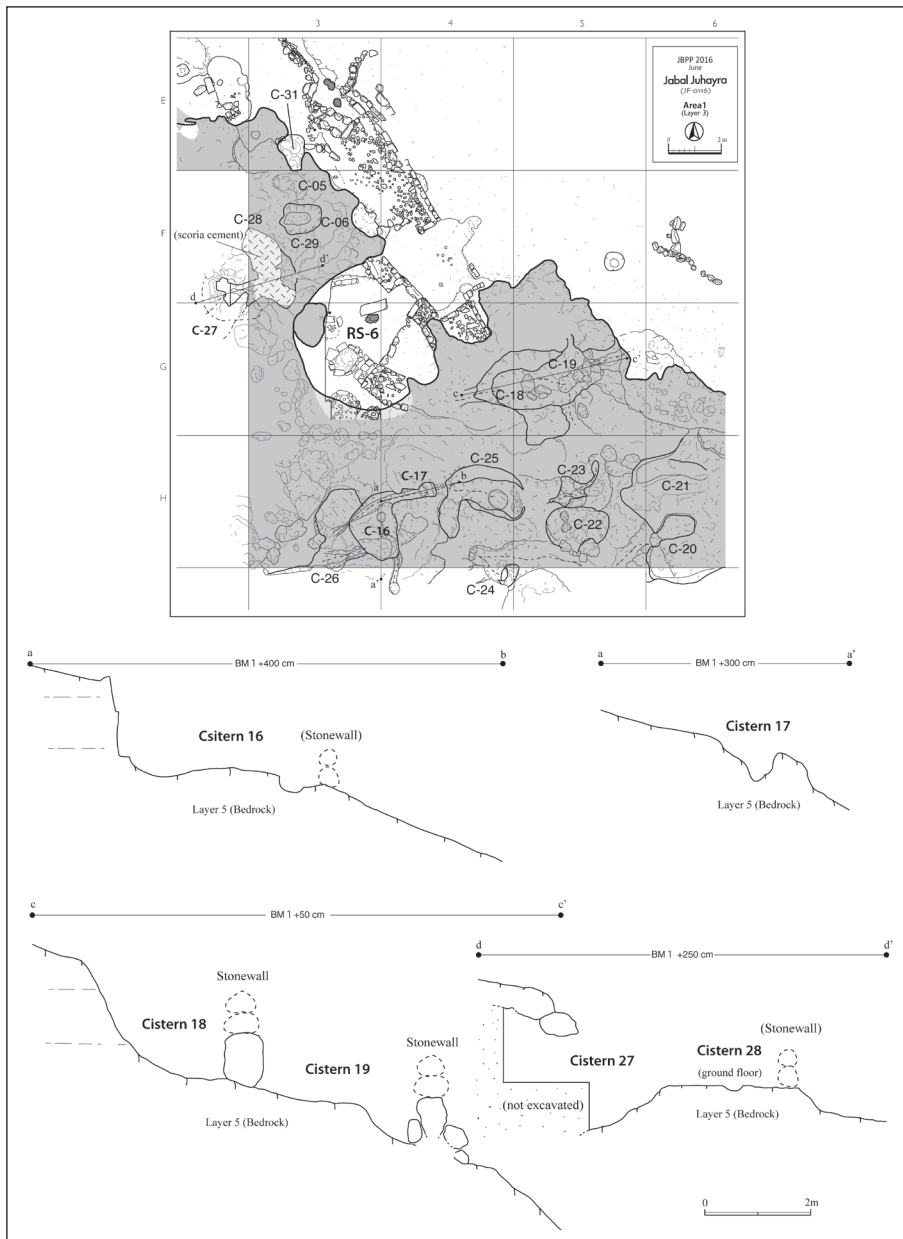 3 4 5 6
E
F
G
H
JBPP 2016
June
Jabal Juhayra
(JF-0116)
Area 1
(Layer 3)
0 2 m
C-31
C-05
C-28
C-06
(scoria cement)
C-29
d'
d
C-27
RS-6
C-19
c'
c
C-18
C-25
C-17
a
b
C-23
C-21
C-16
C-22
C-20
C-26
a'
C-24
a BM 1 +400 cm b
Csitern 16
(Stonewall)
Layer 5 (Bedrock)
a BM 1 +300 cm a'
Cistern 17
Layer 5 (Bedrock)
c BM 1 +50 cm c'
Stonewall
Cistern 18
Stonewall
Cistern 19
Layer 5 (Bedrock)
d BM 1 +250 cm d'
(Stonewall)
Cistern 27
Cistern 28
(ground floor)
(not excavated)
Layer 5 (Bedrock)
0 2m